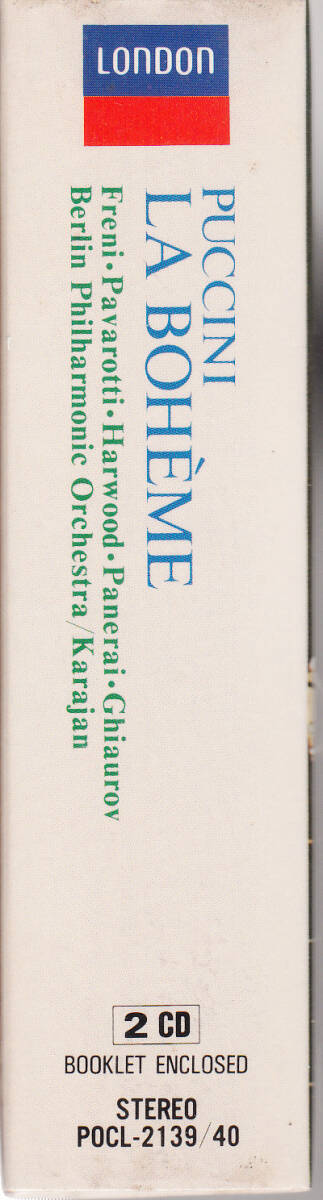 LONDON
PUCCINI
LA BOHÈME
Freni • Pavarotti • Harwood • Panerai • Ghiaurov
Berlin Philharmonic Orchestra/Karajan
2 CD
BOOKLET ENCLOSED
STEREO
POCL-2139/40